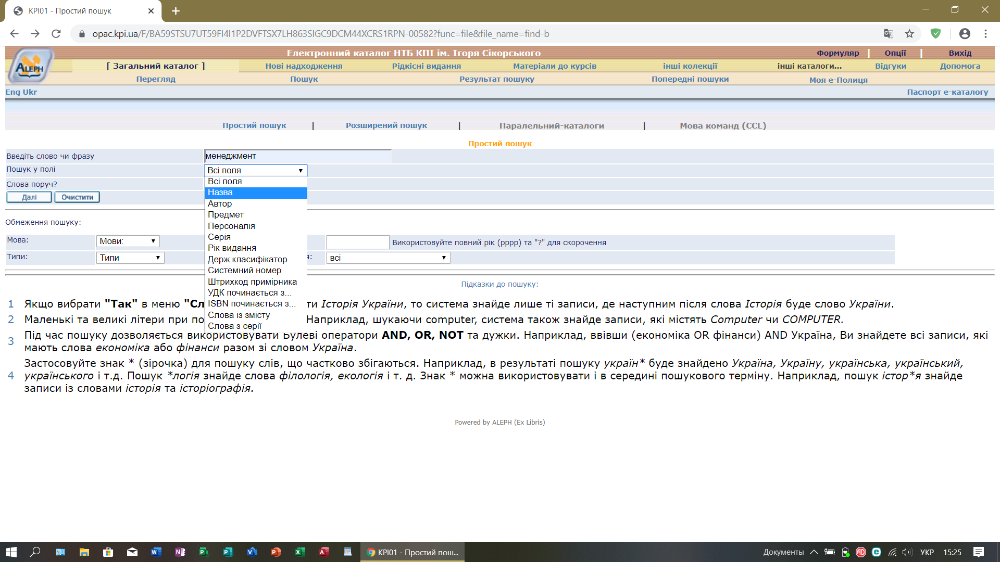 KPI01 - Простий пошук
opac.kpi.ua/F/BA59STSU7UT59FI4I1P2DVFTSX7LH863SIGC9DCM44XCRS1RPN-00582?func=file&file_name=find-b
Електронний каталог НТБ КПІ ім. Ігоря Сікорського
Формуляр | Опції | Вихід
ALEPH
[ Загальний каталог ] Нові надходження Рідкісні видання Матеріали до курсів інші колекції інші каталоги... Відгуки Допомога
Перегляд Пошук Результат пошуку Попередні пошуки Моя е-Полиця
Eng Ukr Паспорт е-каталогу
Простий пошук | Розширений пошук | Паралельний-каталоги | Мова команд (CCL)
Простий пошук
Введіть слово чи фразу менеджмент
Пошук у полі Всі поля
Слова поруч?
Далі Очистити
Всі поля
Назва
Автор
Предмет
Персоналія
Серія
Рік видання
Держ.класифікатор
Системний номер
Штрихкод примірника
УДК починається з...
ISBN починається з...
Слова із змісту
Слова з серії
Обмеження пошуку:
Мова: Мови: Використовуйте повний рік (рррр) та "?" для скорочення
Типи: Типи я: всі
Підказки до пошуку:
1 Якщо вибрати "Так" в меню "Сл ти Історія України, то система знайде лише ті записи, де наступним після слова Історія буде слово України.
2 Маленькі та великі літери при по Наприклад, шукаючи computer, система також знайде записи, які містять Computer чи COMPUTER.
3 Під час пошуку дозволяється використовувати Булеві оператори AND, OR, NOT та дужки. Наприклад, ввівши (економіка OR фінанси) AND Україна, Ви знайдете всі записи, які
мають слова економіка або фінанси разом зі словом Україна.
Застосовуйте знак * (зірочка) для пошуку слів, що частково збігаються. Наприклад, в результаті пошуку україн* буде знайдено Україна, Україну, українська, український,
4 українського і т.д. Пошук *логія знайде слова філологія, екологія і т. д. Знак * можна використовувати і в середині пошукового терміну. Наприклад, пошук істор*я знайде
записи із словами історія та історіографія.
Powered by ALEPH (Ex Libris)
KPI01 - Простий пош...
Документы
УКР
15:25